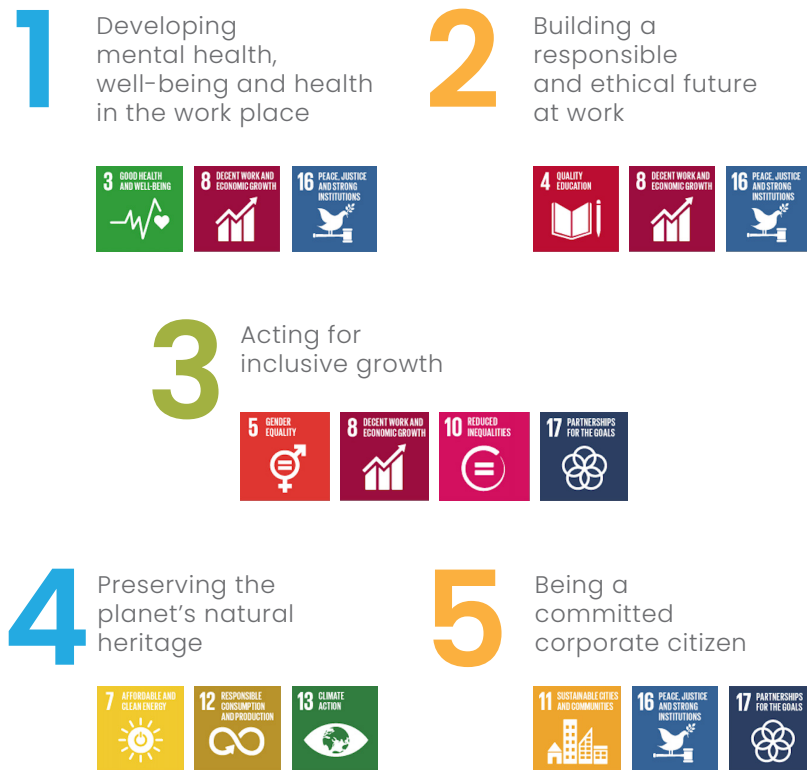 1
Developing
mental health,
well-being and health
in the work place
3 GOOD HEALTH
AND WELL-BEING
8 DECENT WORK AND
ECONOMIC GROWTH
16 PEACE, JUSTICE
AND STRONG
INSTITUTIONS
2
Building a
responsible
and ethical future
at work
4 QUALITY
EDUCATION
8 DECENT WORK AND
ECONOMIC GROWTH
16 PEACE, JUSTICE
AND STRONG
INSTITUTIONS
3
Acting for
inclusive growth
5 GENDER
EQUALITY
8 DECENT WORK AND
ECONOMIC GROWTH
10 REDUCED
INEQUALITIES
17 PARTNERSHIPS
FOR THE GOALS
4
Preserving the
planet’s natural
heritage
7 AFFORDABLE AND
CLEAN ENERGY
12 RESPONSIBLE
CONSUMPTION
AND PRODUCTION
13 CLIMATE
ACTION
5
Being a
committed
corporate citizen
11 SUSTAINABLE CITIES
AND COMMUNITIES
16 PEACE, JUSTICE
AND STRONG
INSTITUTIONS
17 PARTNERSHIPS
FOR THE GOALS